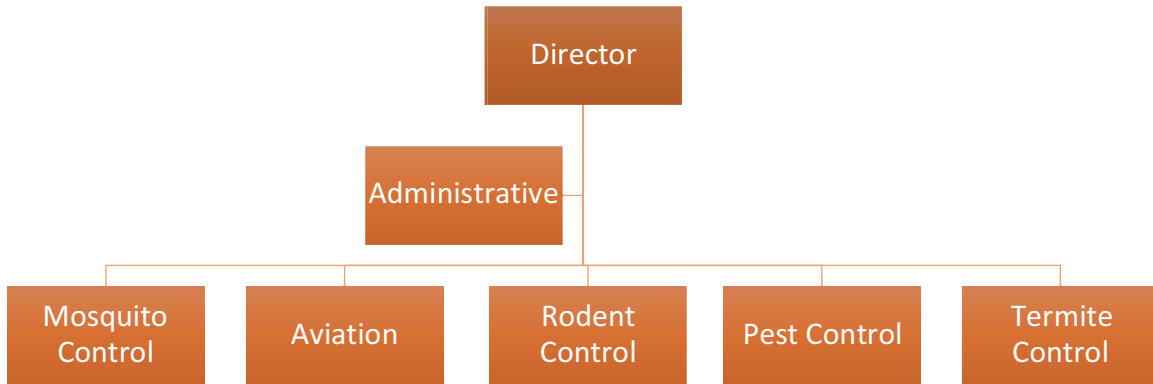 Director
Administrative
Mosquito
Control
Aviation
Rodent
Control
Pest Control
Termite
Control